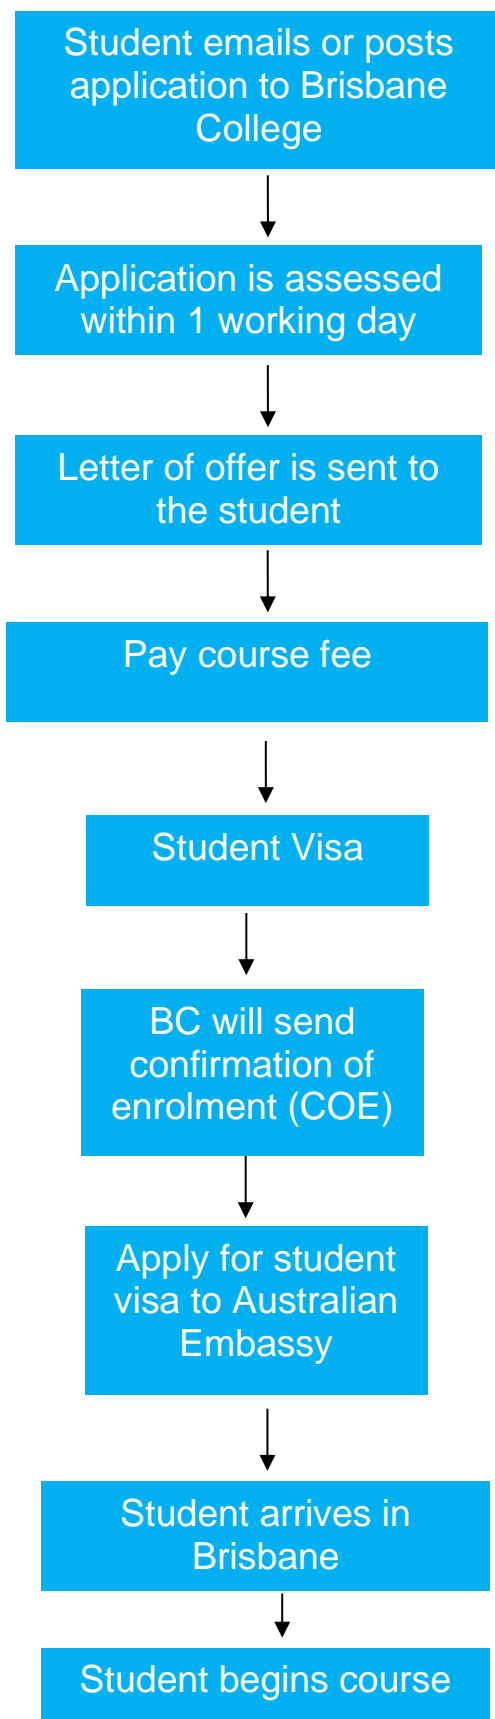 Student emails or posts
application to Brisbane
College
Application is assessed
within 1 working day
Letter of offer is sent to
the student
Pay course fee
Student Visa
BC will send
confirmation of
enrolment (COE)
Apply for student
visa to Australian
Embassy
Student arrives in
Brisbane
Student begins course